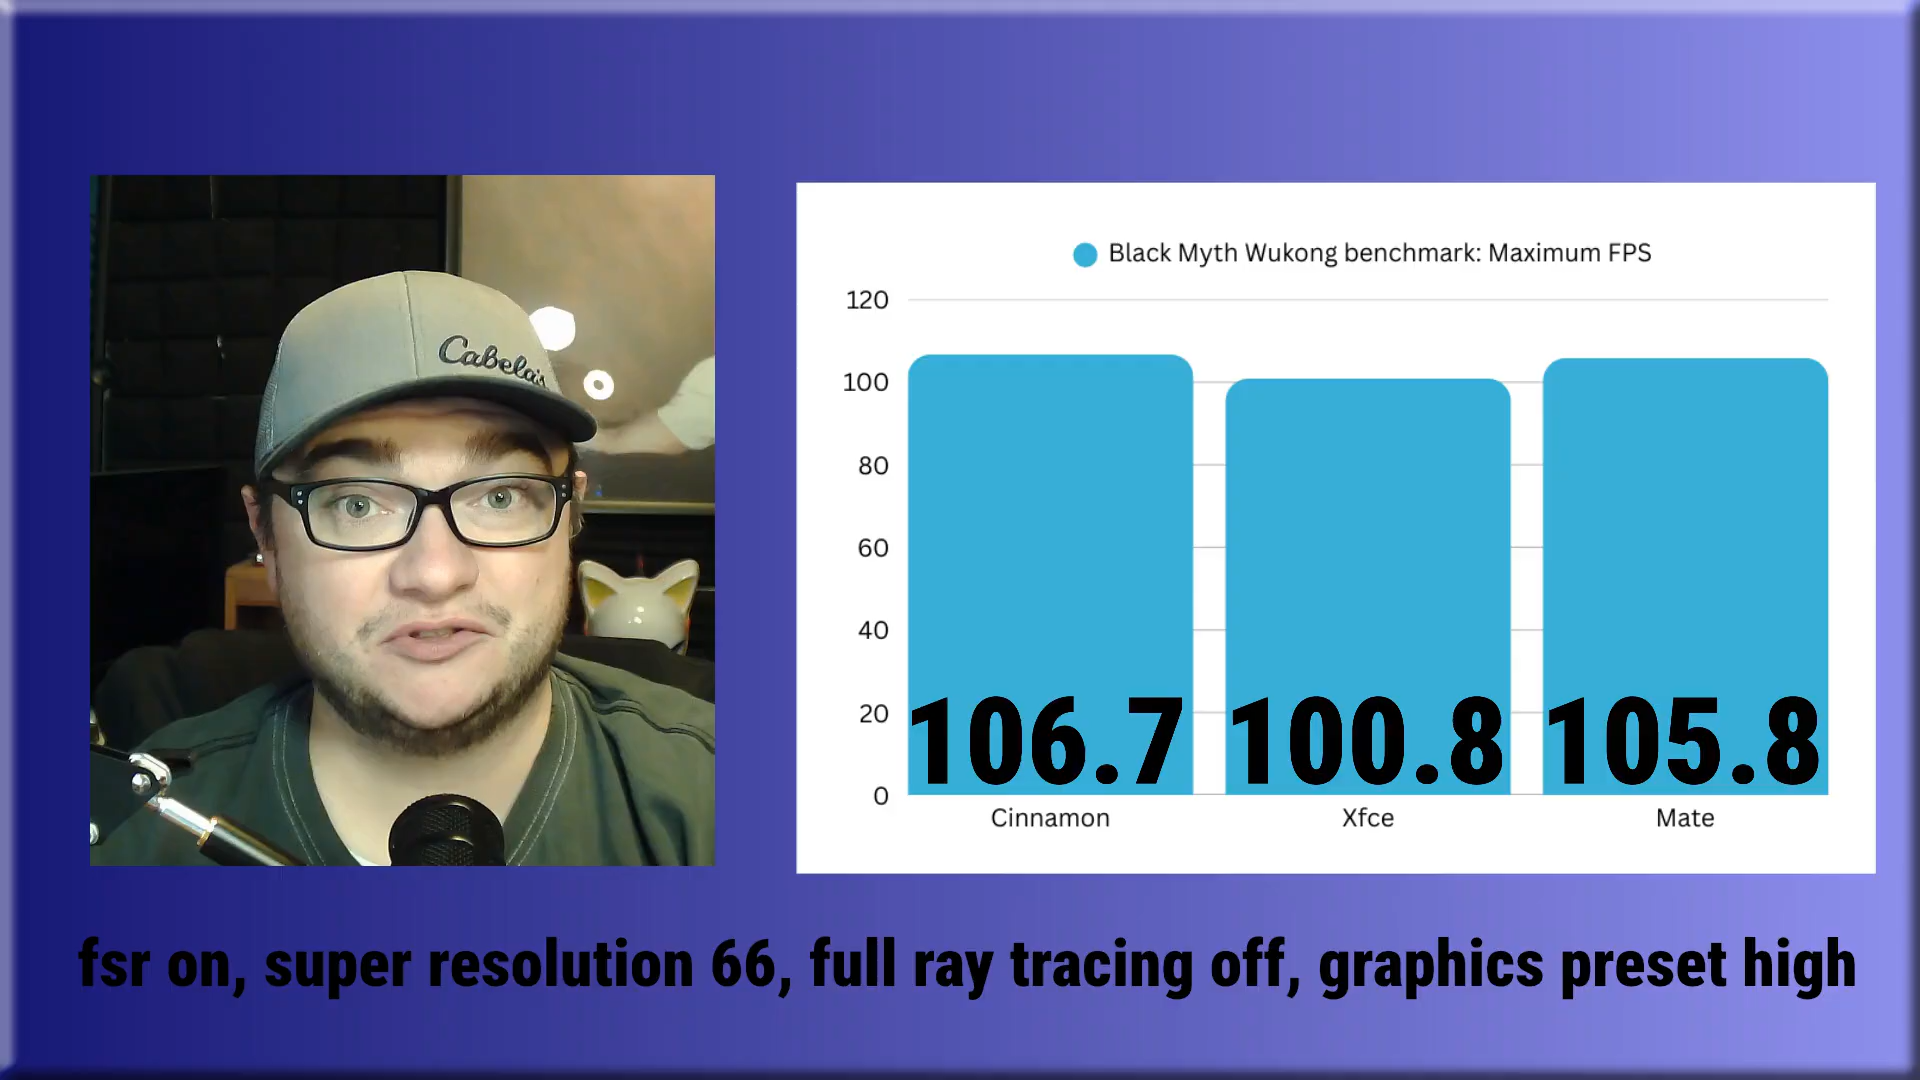 Cabela's
Black Myth Wukong benchmark: Maximum FPS
120
100
80
60
40
20
0
106.7 100.8 105.8
Cinnamon Xfce Mate
fsr on, super resolution 66, full ray tracing off, graphics preset high